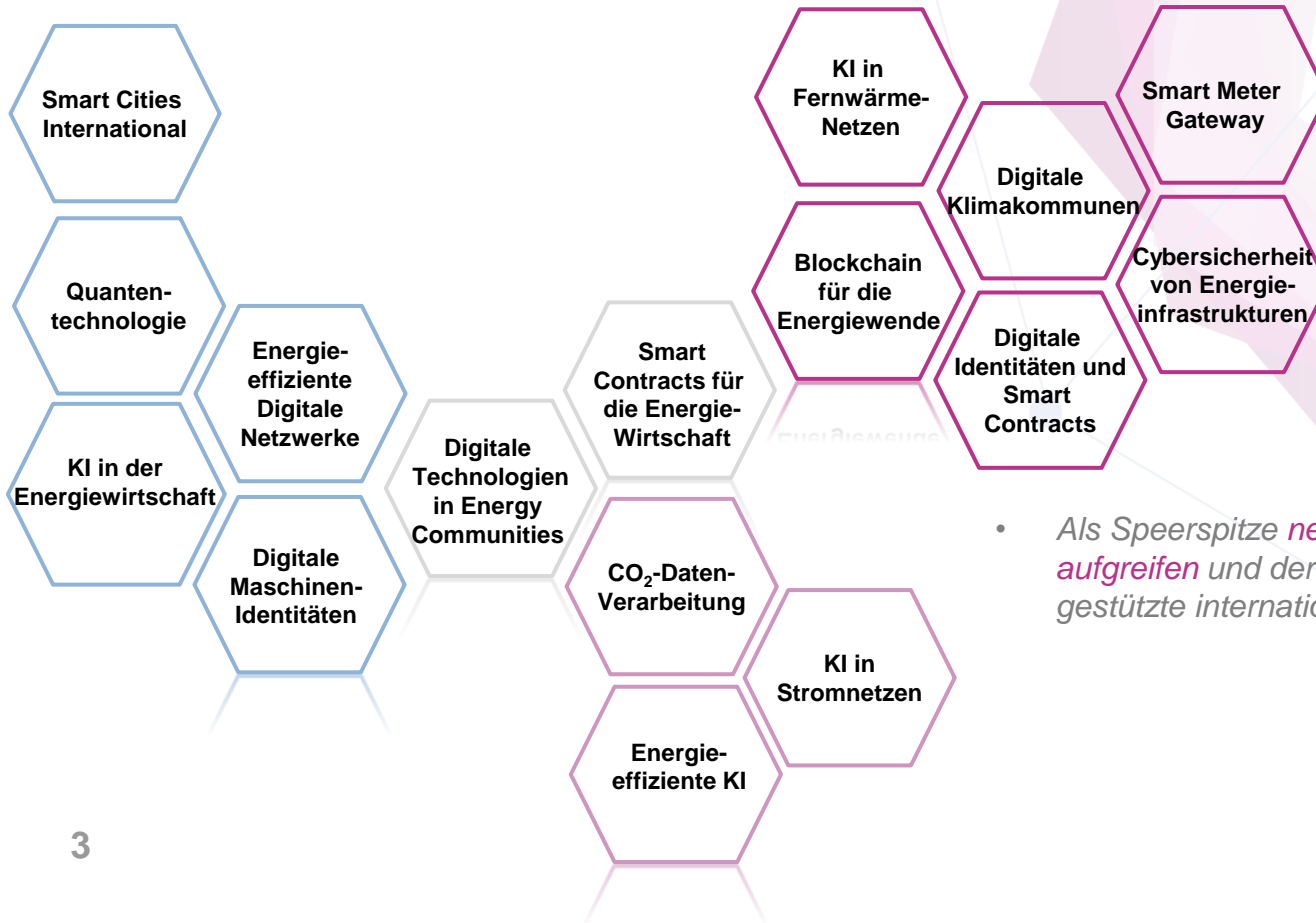 Smart Cities
International
Quanten-
technologie
Energie-
effiziente
Digitale
Netzwerke
KI in der
Energiewirtschaft
Digitale
Maschinen-
Identitäten
Digitale
Technologien
in Energy
Communities
Smart
Contracts für
die Energie-
Wirtschaft
CO₂-Daten-
Verarbeitung
Energie-
effiziente KI
KI in
Stromnetzen
KI in
Fernwärme-
Netzen
Blockchain
für die
Energiewende
Digitale
Klimakommunen
Digitale
Identitäten und
Smart
Contracts
Smart Meter
Gateway
Cybersicherheit
von Energie-
infrastrukturen
• Als Speerspitze
aufgreifen und
gestützte
3